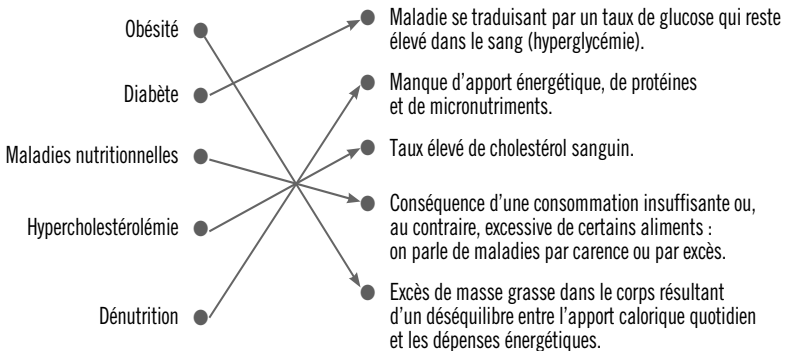 Obésité
Diabète
Maladies nutritionnelles
Hypercholestérolémie
Dénutrition
Maladie se traduisant par un taux de glucose qui reste
élevé dans le sang (hyperglycémie).
Manque d’apport énergétique, de protéines
et de micronutriments.
Taux élevé de cholestérol sanguin.
Conséquence d’une consommation insuffisante ou,
au contraire, excessive de certains aliments :
on parle de maladies par carence ou par excès.
Excès de masse grasse dans le corps résultant
d’un déséquilibre entre l’apport calorique quotidien
et les dépenses énergétiques.